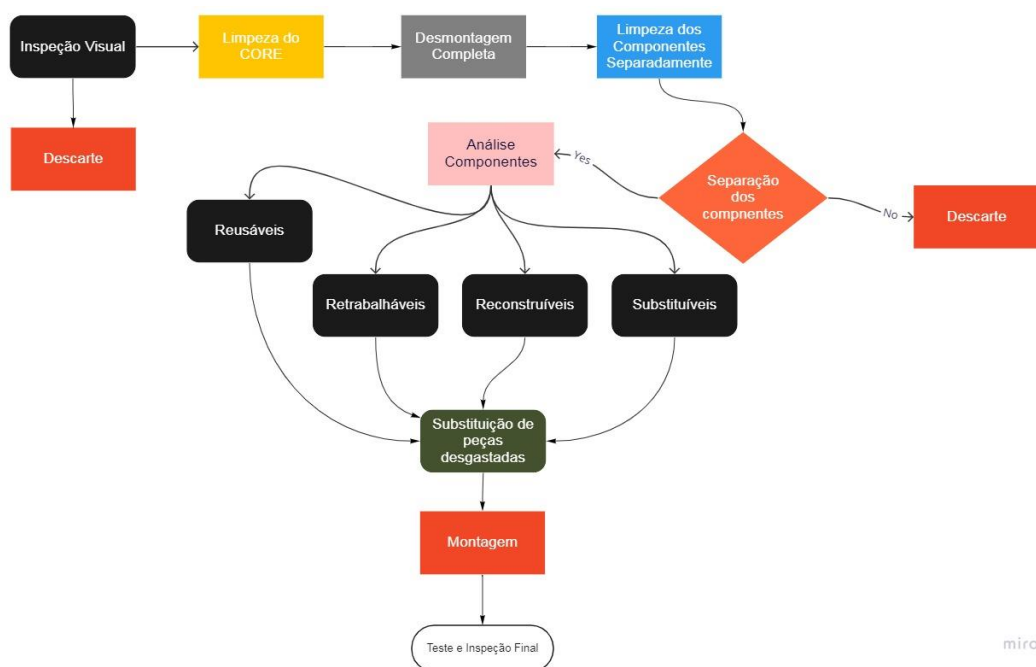 Inspeção Visual
Limpeza do
CORE
Desmontagem
Completa
Limpeza dos
Componentes
Separadamente
Descarte
Análise
Componentes
Yes
Separação
dos
compnentes
No
Descarte
Reusáveis
Retrabalháveis
Reconstruíveis
Substituíveis
Substituição de
peças
desgastadas
Montagem
Teste e Inspeção Final
miro